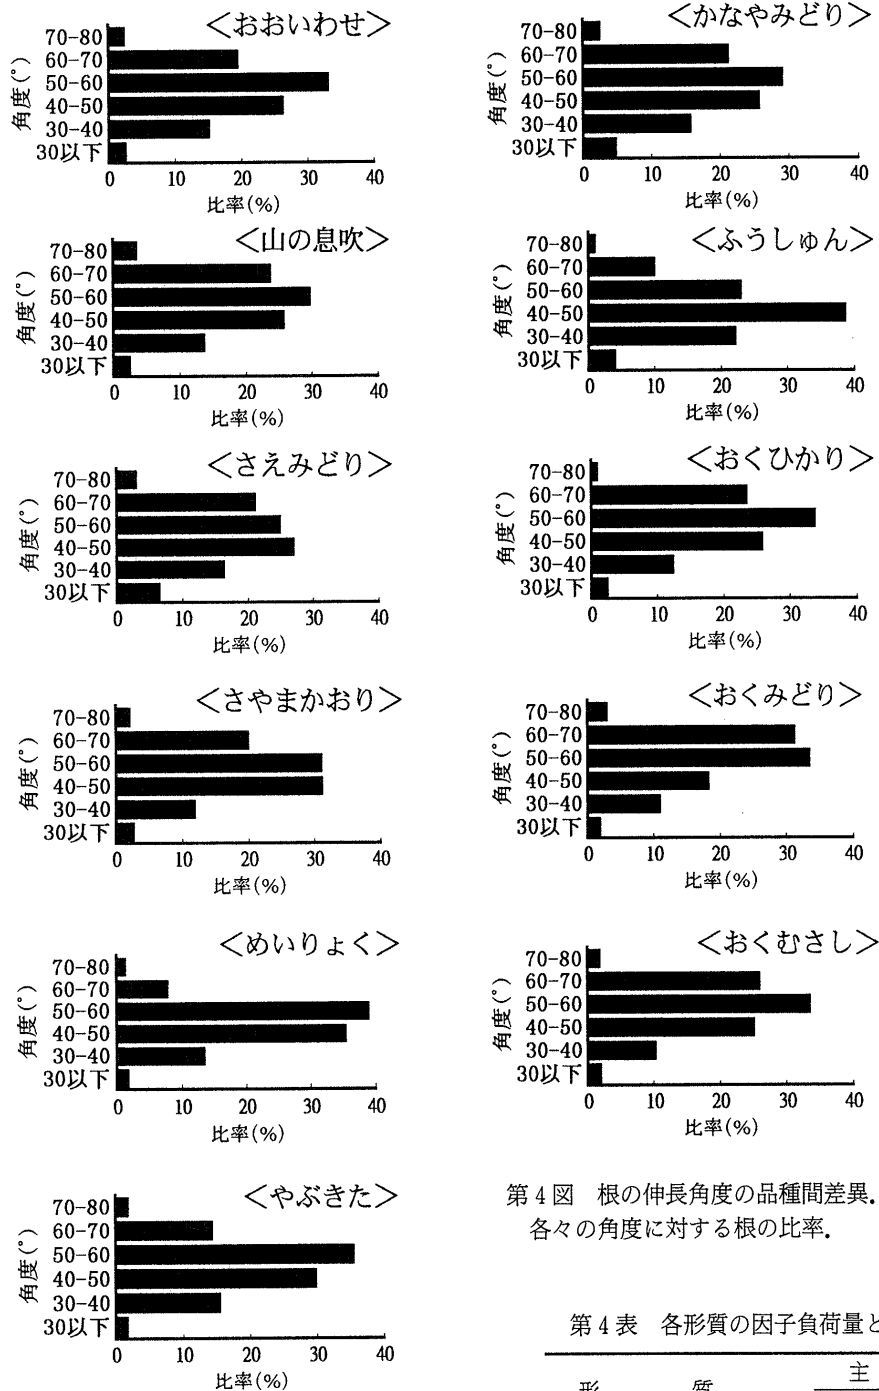 ＜おおいわせ＞
角度(°)
70-80
60-70
50-60
40-50
30-40
30以下
0 10 20 30 40
比率(%)
＜山の息吹＞
角度(°)
70-80
60-70
50-60
40-50
30-40
30以下
0 10 20 30 40
比率(%)
＜さえみどり＞
角度(°)
70-80
60-70
50-60
40-50
30-40
30以下
0 10 20 30 40
比率(%)
＜さやまかおり＞
角度(°)
70-80
60-70
50-60
40-50
30-40
30以下
0 10 20 30 40
比率(%)
＜めいりょく＞
角度(°)
70-80
60-70
50-60
40-50
30-40
30以下
0 10 20 30 40
比率(%)
＜やぶきた＞
角度(°)
70-80
60-70
50-60
40-50
30-40
30以下
0 10 20 30 40
比率(%)
＜かなやみどり＞
角度(°)
70-80
60-70
50-60
40-50
30-40
30以下
0 10 20 30 40
比率(%)
＜ふうしゅん＞
角度(°)
70-80
60-70
50-60
40-50
30-40
30以下
0 10 20 30 40
比率(%)
＜おくひかり＞
角度(°)
70-80
60-70
50-60
40-50
30-40
30以下
0 10 20 30 40
比率(%)
＜おくみどり＞
角度(°)
70-80
60-70
50-60
40-50
30-40
30以下
0 10 20 30 40
比率(%)
＜おくむさし＞
角度(°)
70-80
60-70
50-60
40-50
30-40
30以下
0 10 20 30 40
比率(%)
第4図 根の伸長角度の品種間差異.
各々の角度に対する根の比率.
第4表 各形質の因子負荷量と
主
形 質